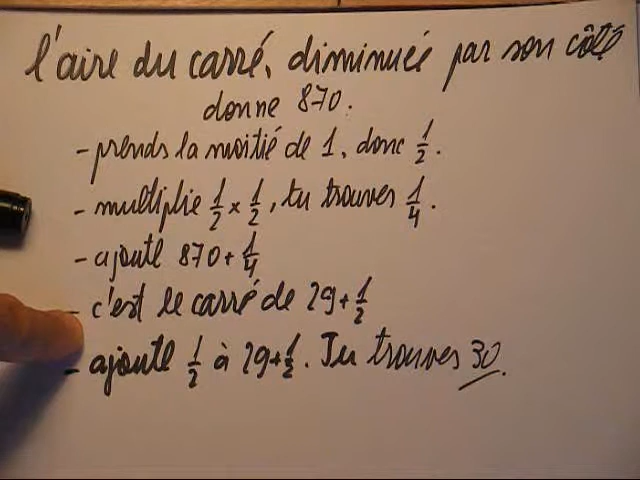 l'aire du carré, diminuée par son côté
donne 870.
- prends la moitié de 1, donc 1/2.
- multiplie 1/2 x 1/2, tu trouves 1/4.
- ajoute 870 + 1/4
- c'est le carré de 29 + 1/2
- ajoute 1/2 à 29 + 1/2. Tu trouves 30.